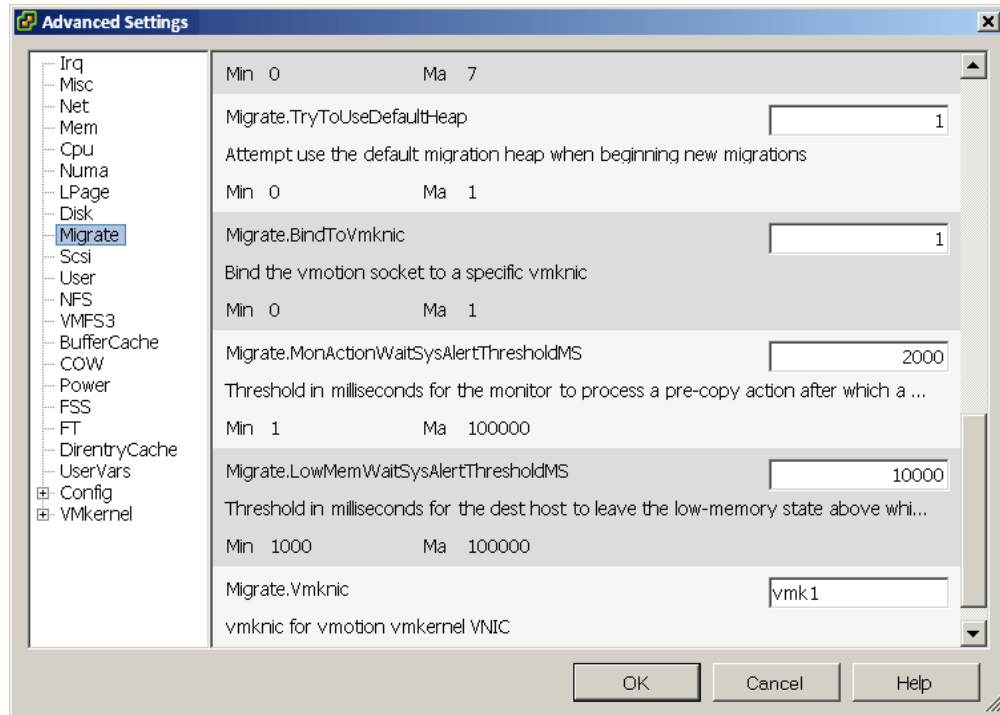 Advanced Settings
Irq
Misc
Net
Mem
Cpu
Numa
LPage
Disk
Migrate
Scsi
User
NFS
VMFS3
BufferCache
COW
Power
FSS
FT
DirentryCache
UserVars
Config
VMkernel
Min 0 Ma 7
Migrate.TryToUseDefaultHeap 1
Attempt use the default migration heap when beginning new migrations
Min 0 Ma 1
Migrate.BindToVmknic 1
Bind the vmotion socket to a specific vmknic
Min 0 Ma 1
Migrate.MonActionWaitSysAlertThresholdMS 2000
Threshold in milliseconds for the monitor to process a pre-copy action after which a ...
Min 1 Ma 100000
Migrate.LowMemWaitSysAlertThresholdMS 10000
Threshold in milliseconds for the dest host to leave the low-memory state above whi...
Min 1000 Ma 100000
Migrate.Vmknic vmk1
vmknic for vmotion vmkernel VNIC
OK Cancel Help